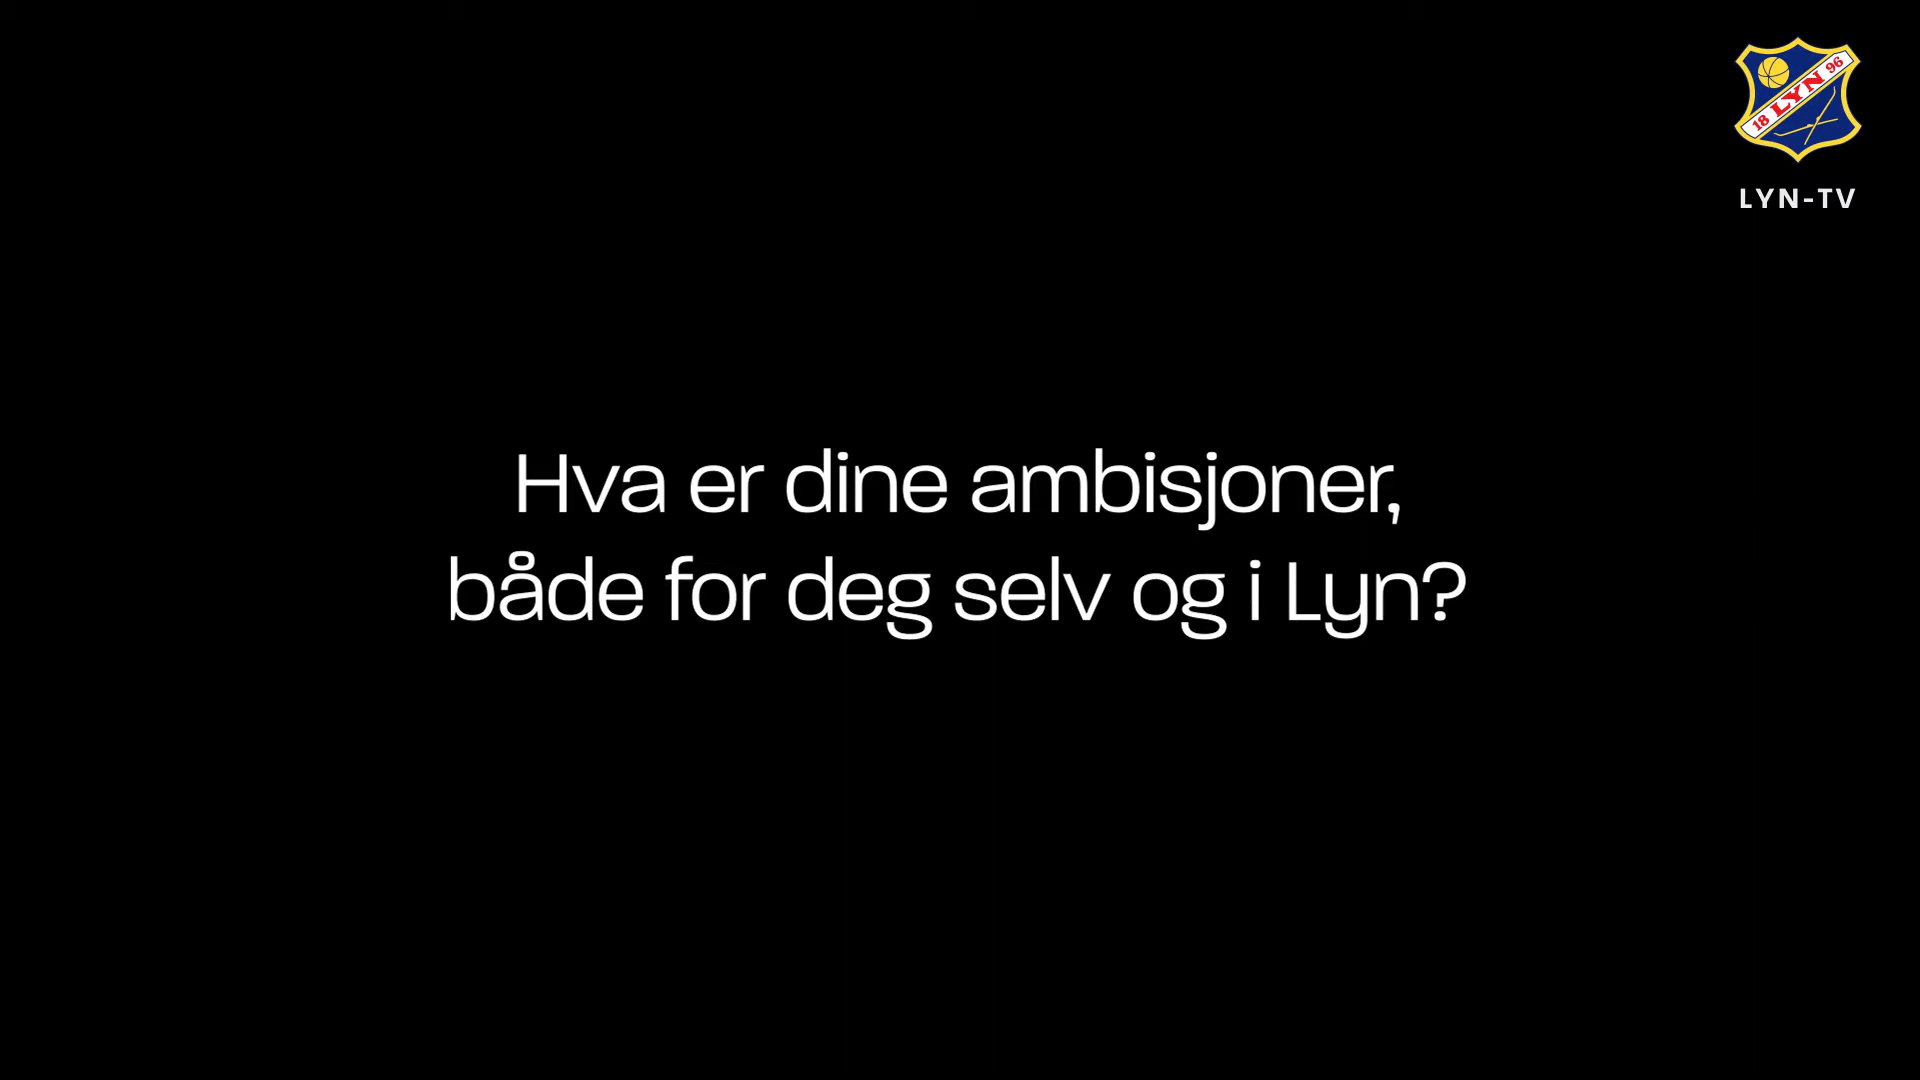 18 LYN 96
LYN-TV
Hva er dine ambisjoner,
både for deg selv og i Lyn?